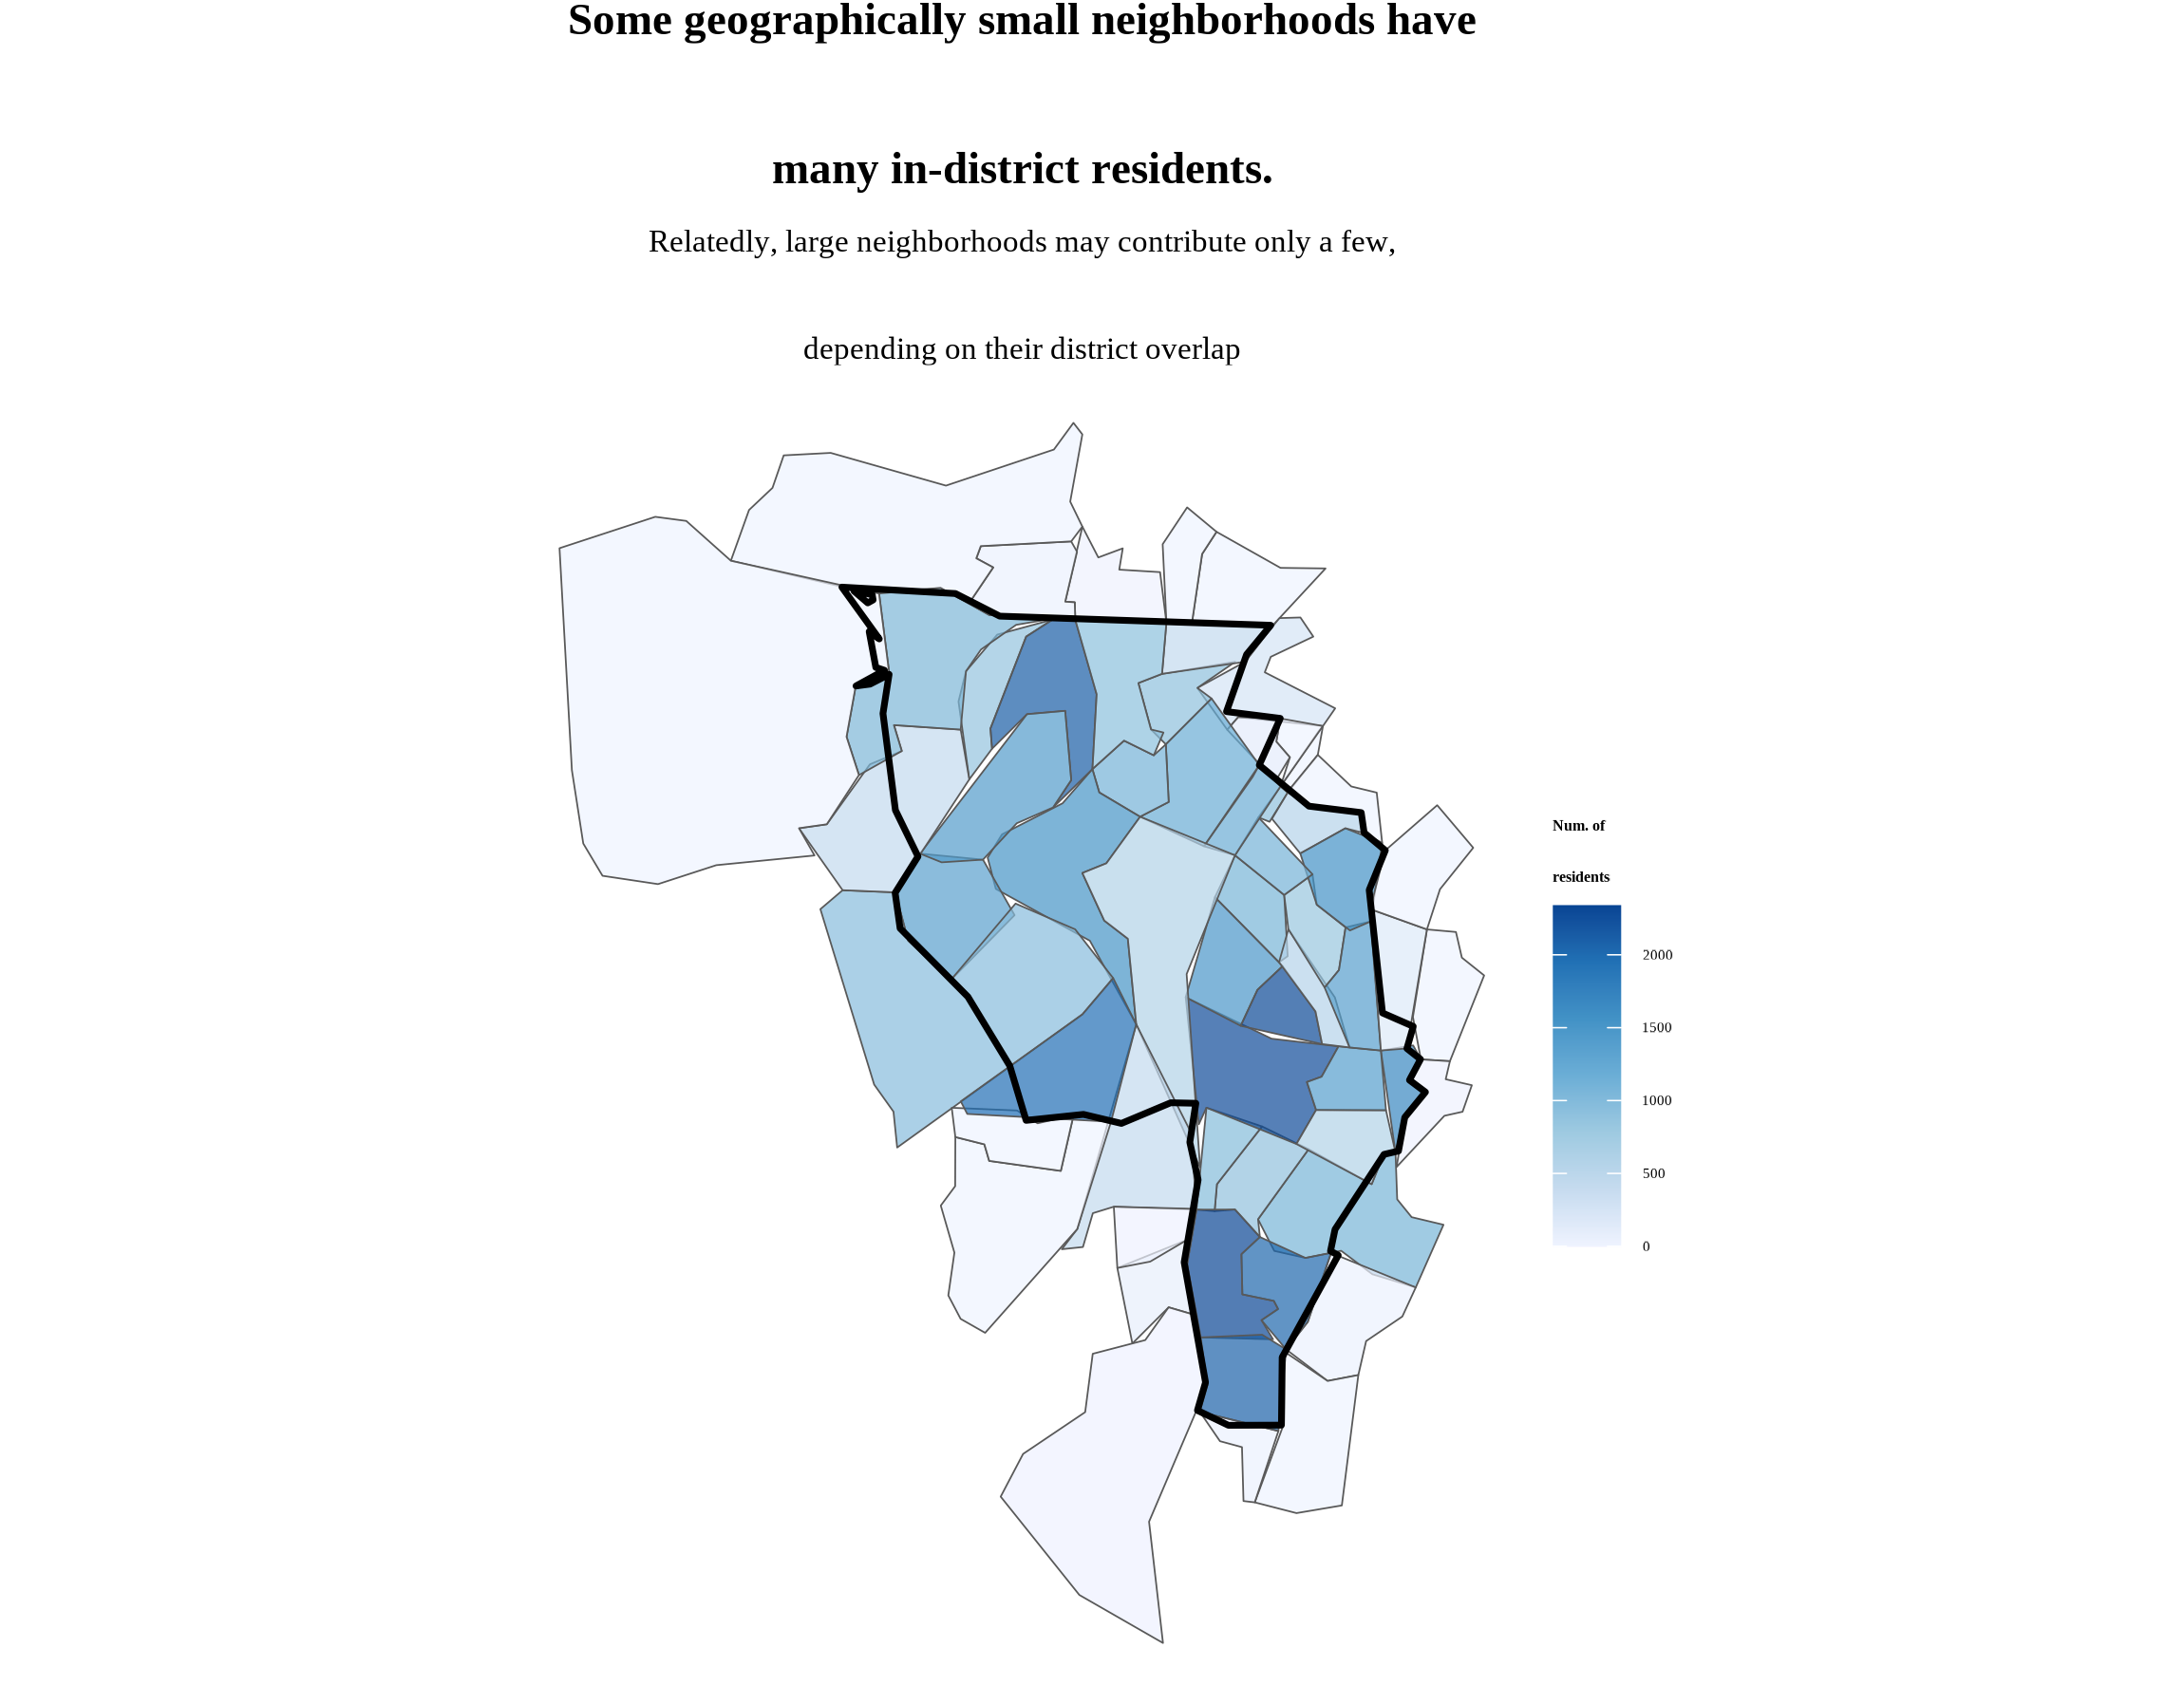 Some geographically small neighborhoods have
many in-district residents.
Relatedly, large neighborhoods may contribute only a few,
depending on their district overlap
Num. of
residents
2000
1500
1000
500
0